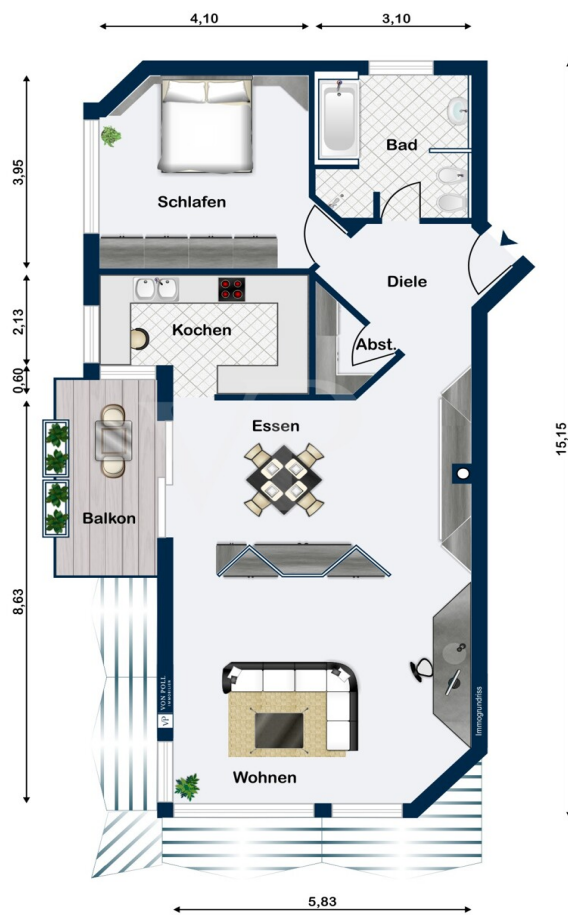 4,10
3,10
3,95
Bad
Schlafen
Diele
2,13
Kochen
Abst.
0,60
Essen
15,15
Balkon
8,63
VP VON POLL
IMMOBILIEN
Immogrundriss
Wohnen
5,83